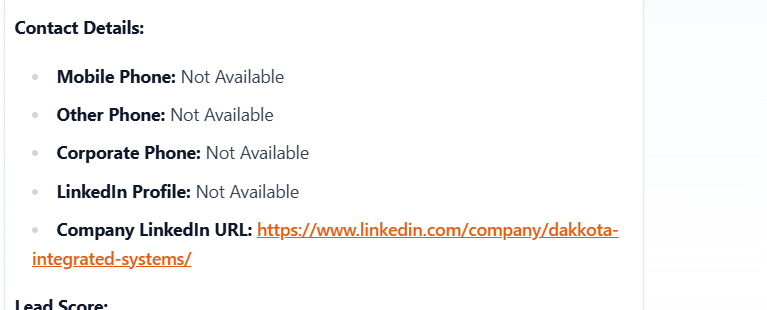 Contact Details:
Mobile Phone: Not Available
Other Phone: Not Available
Corporate Phone: Not Available
LinkedIn Profile: Not Available
Company LinkedIn URL: https://www.linkedin.com/company/dakkota-
integrated-systems/
Lead Score: